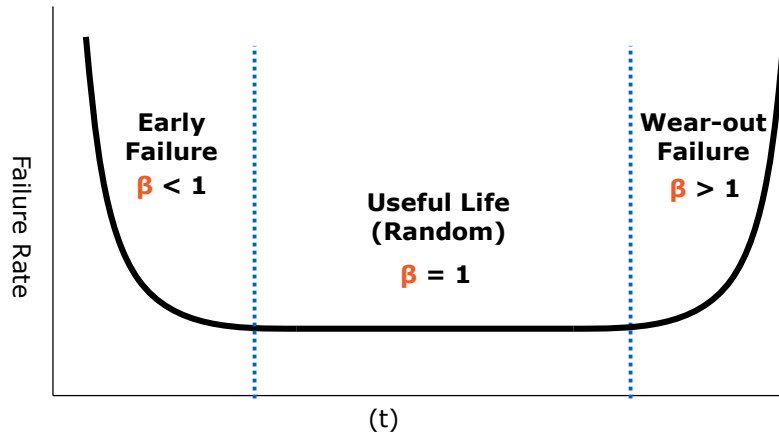 Early
Failure
β < 1
Useful Life
(Random)
β = 1
Wear-out
Failure
β > 1
Failure Rate
(t)